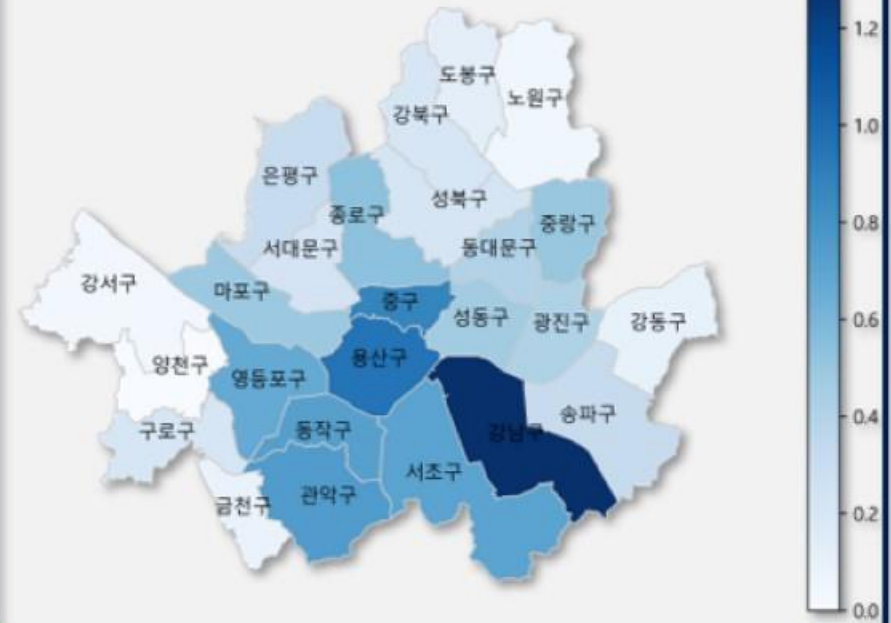 도봉구
노원구
강북구
은평구
성북구
종로구
중랑구
서대문구
동대문구
강서구
마포구
중구
성동구
광진구
강동구
양천구
용산구
영등포구
송파구
구로구
동작구
강남구
서초구
관악구
금천구
1.2
1.0
0.8
0.6
0.4
0.2
0.0